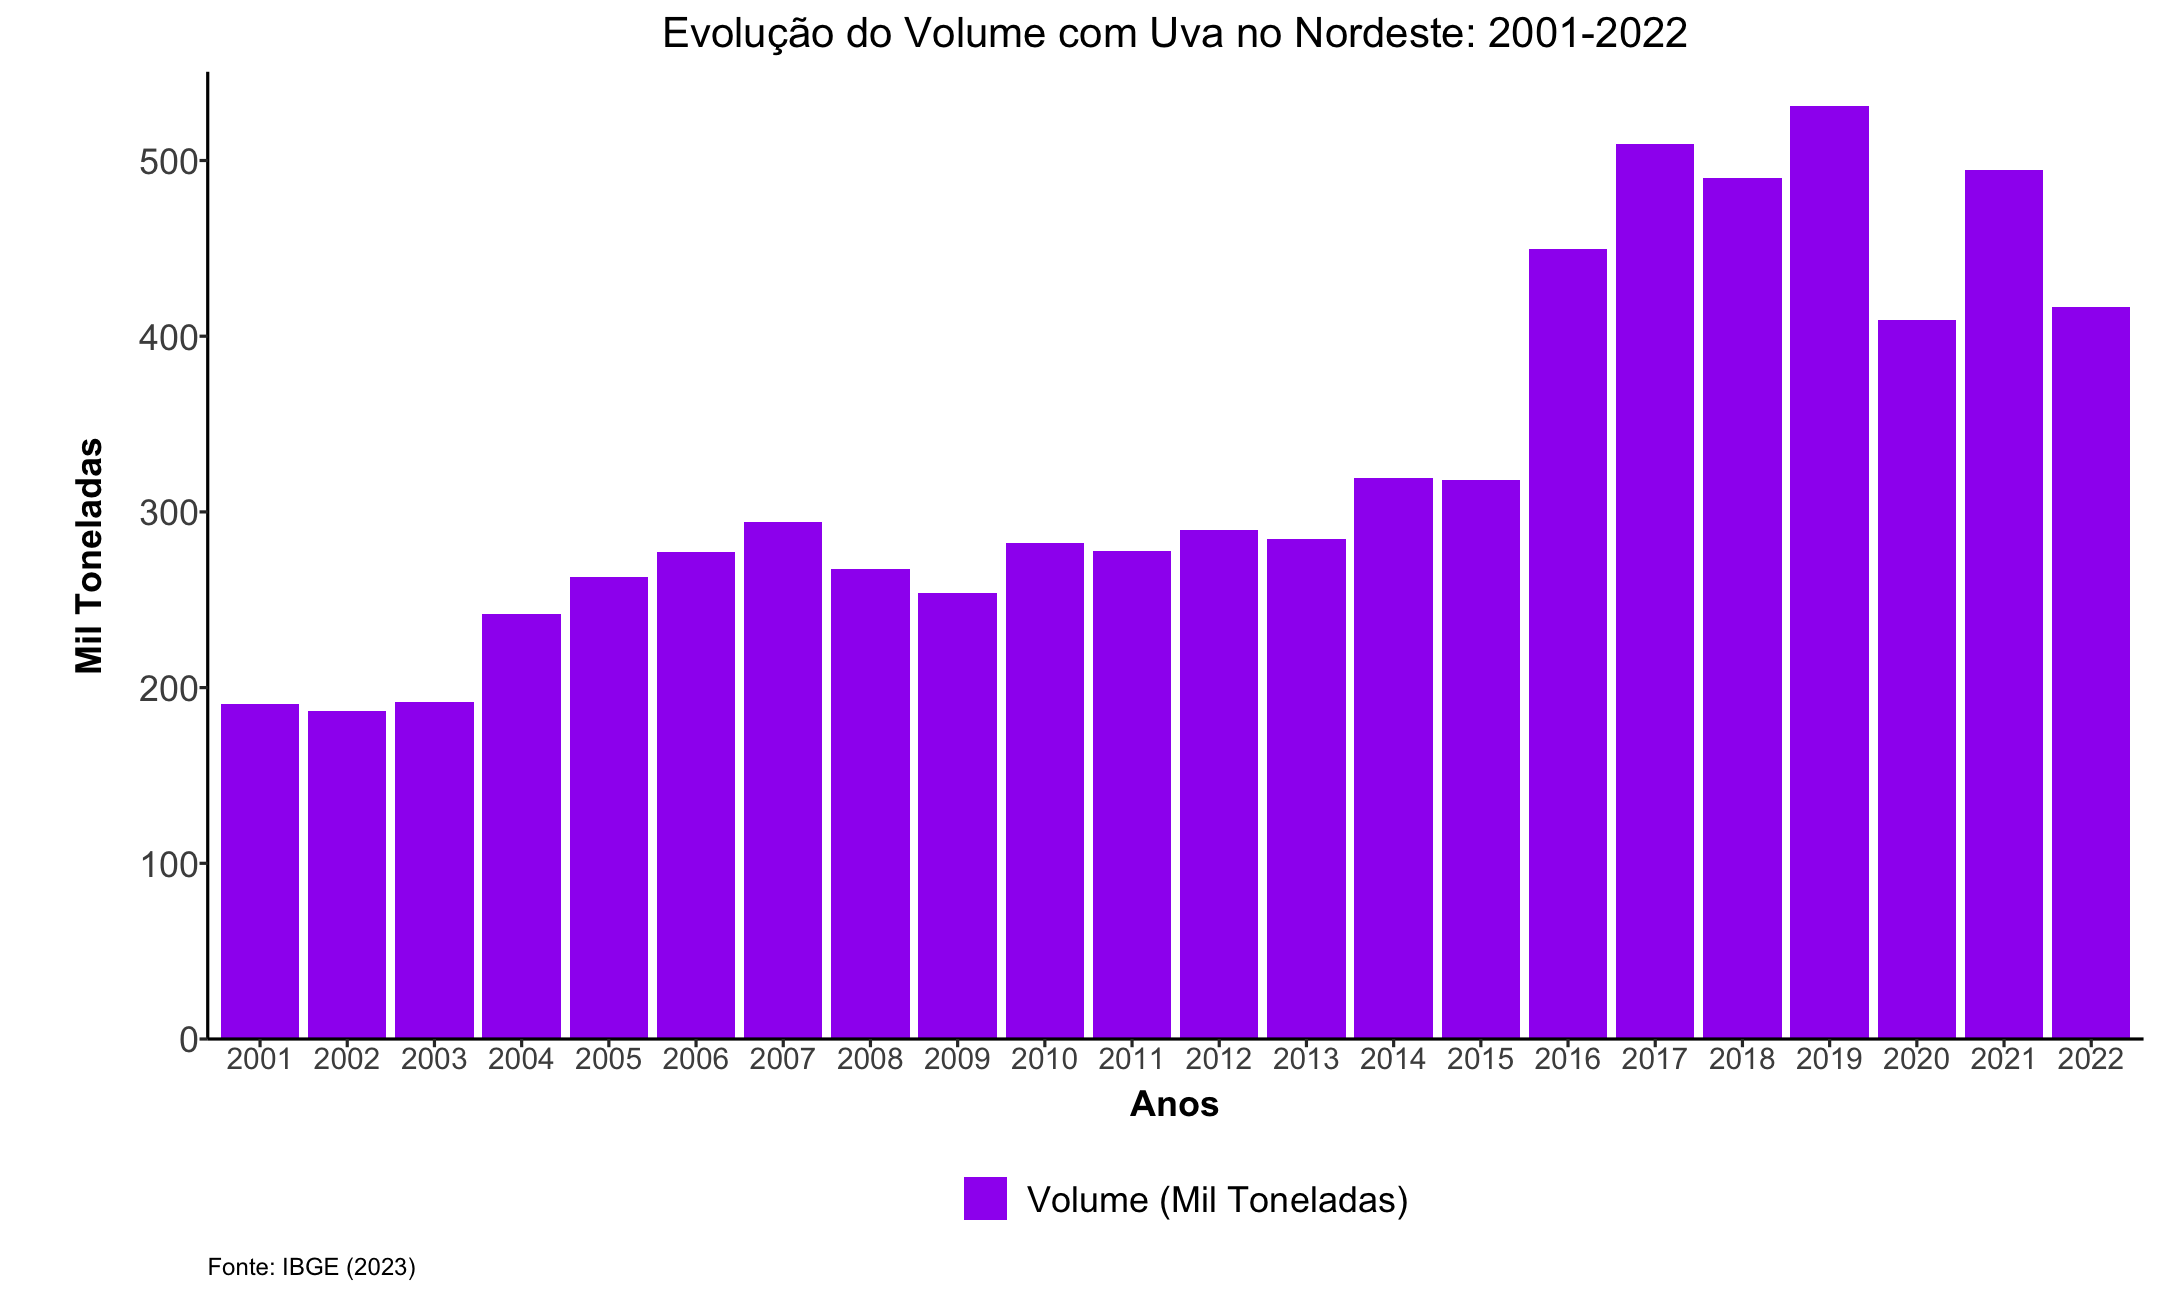 Evolução do Volume com Uva no Nordeste: 2001-2022
Mil Toneladas
500
400
300
200
100
0
2001 2002 2003 2004 2005 2006 2007 2008 2009 2010 2011 2012 2013 2014 2015 2016 2017 2018 2019 2020 2021 2022
Anos
Volume (Mil Toneladas)
Fonte: IBGE (2023)